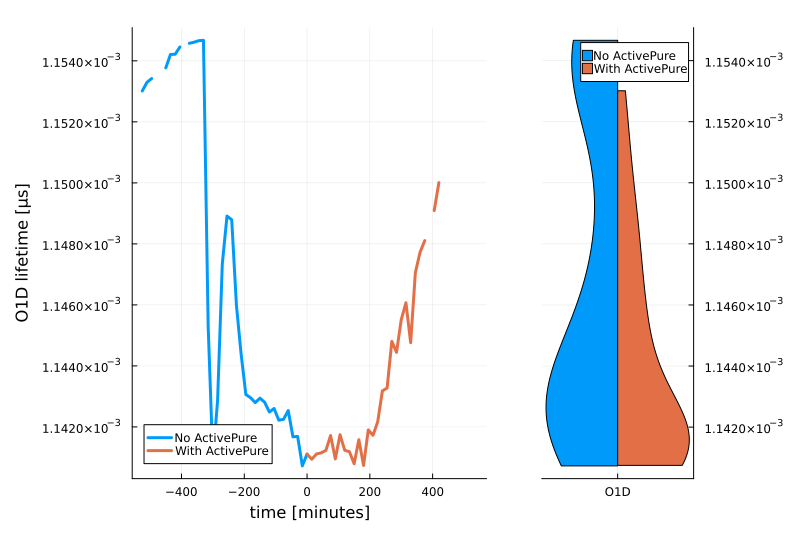 1.1540×10⁻³
1.1520×10⁻³
1.1500×10⁻³
1.1480×10⁻³
1.1460×10⁻³
1.1440×10⁻³
1.1420×10⁻³
O1D lifetime [µs]
No ActivePure
With ActivePure
−400
−200
0
200
400
time [minutes]
No ActivePure
With ActivePure
1.1540×10⁻³
1.1520×10⁻³
1.1500×10⁻³
1.1480×10⁻³
1.1460×10⁻³
1.1440×10⁻³
1.1420×10⁻³
O1D